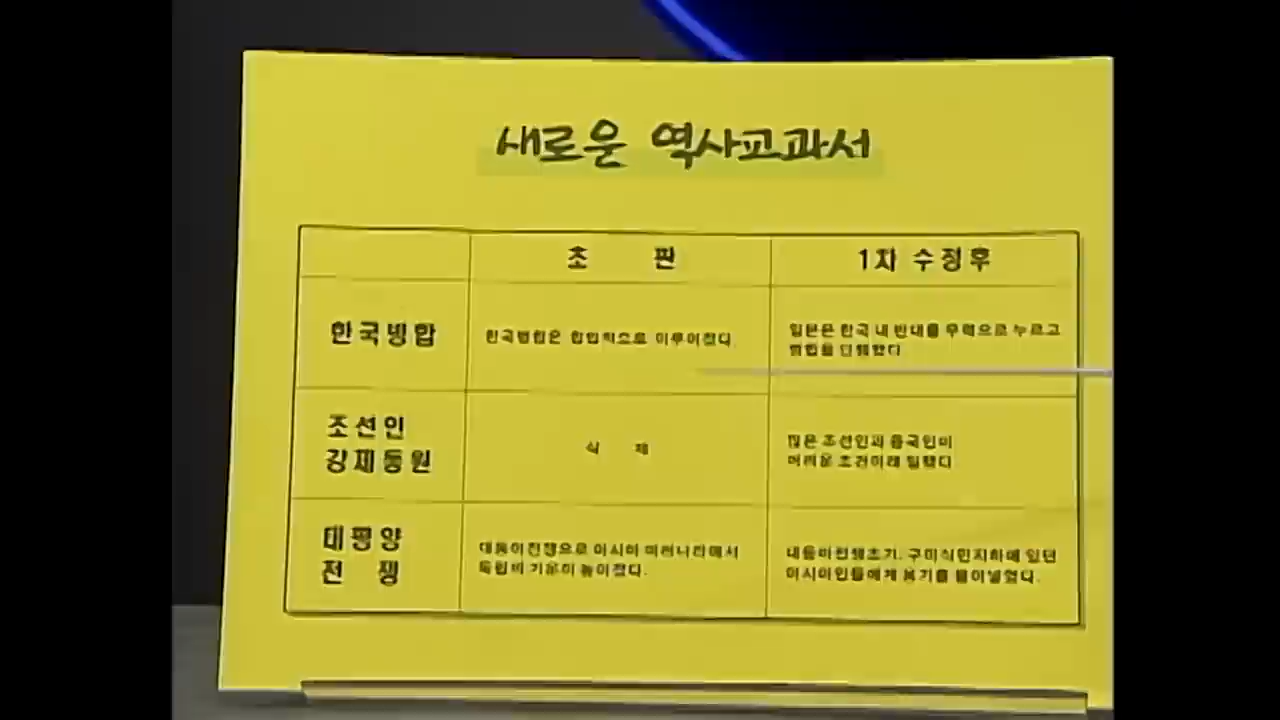 새로운 역사교과서
초 판
1차 수정후
한국병합
한국병합은 합법적으로 이루어졌다.
일본은 한국 내 반대를 무력으로 누르고
병합을 단행했다
조선인
강제동원
삭 제
많은 조선인과 중국인이
어려운 조건아래 일했다
태평양
전 쟁
대동아전쟁으로 아시아 여러나라에서
독립의 기운이 높아졌다.
대동아전쟁초기, 구미식민지하에 있던
아시아인들에게 용기를 불어넣었다.